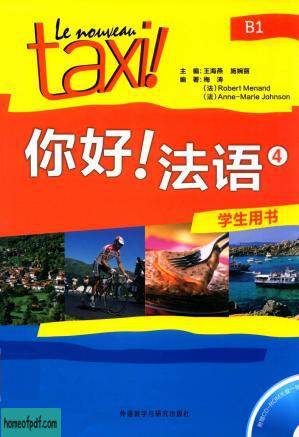 Le nouveau
taxi!
B1
主 编：王海燕 施婉丽
编 著：梅 涛
（法）Robert Menand
（法）Anne-Marie Johnson
你好！法语 4
学生用书
外语教学与研究出版社
homeofpdf.com